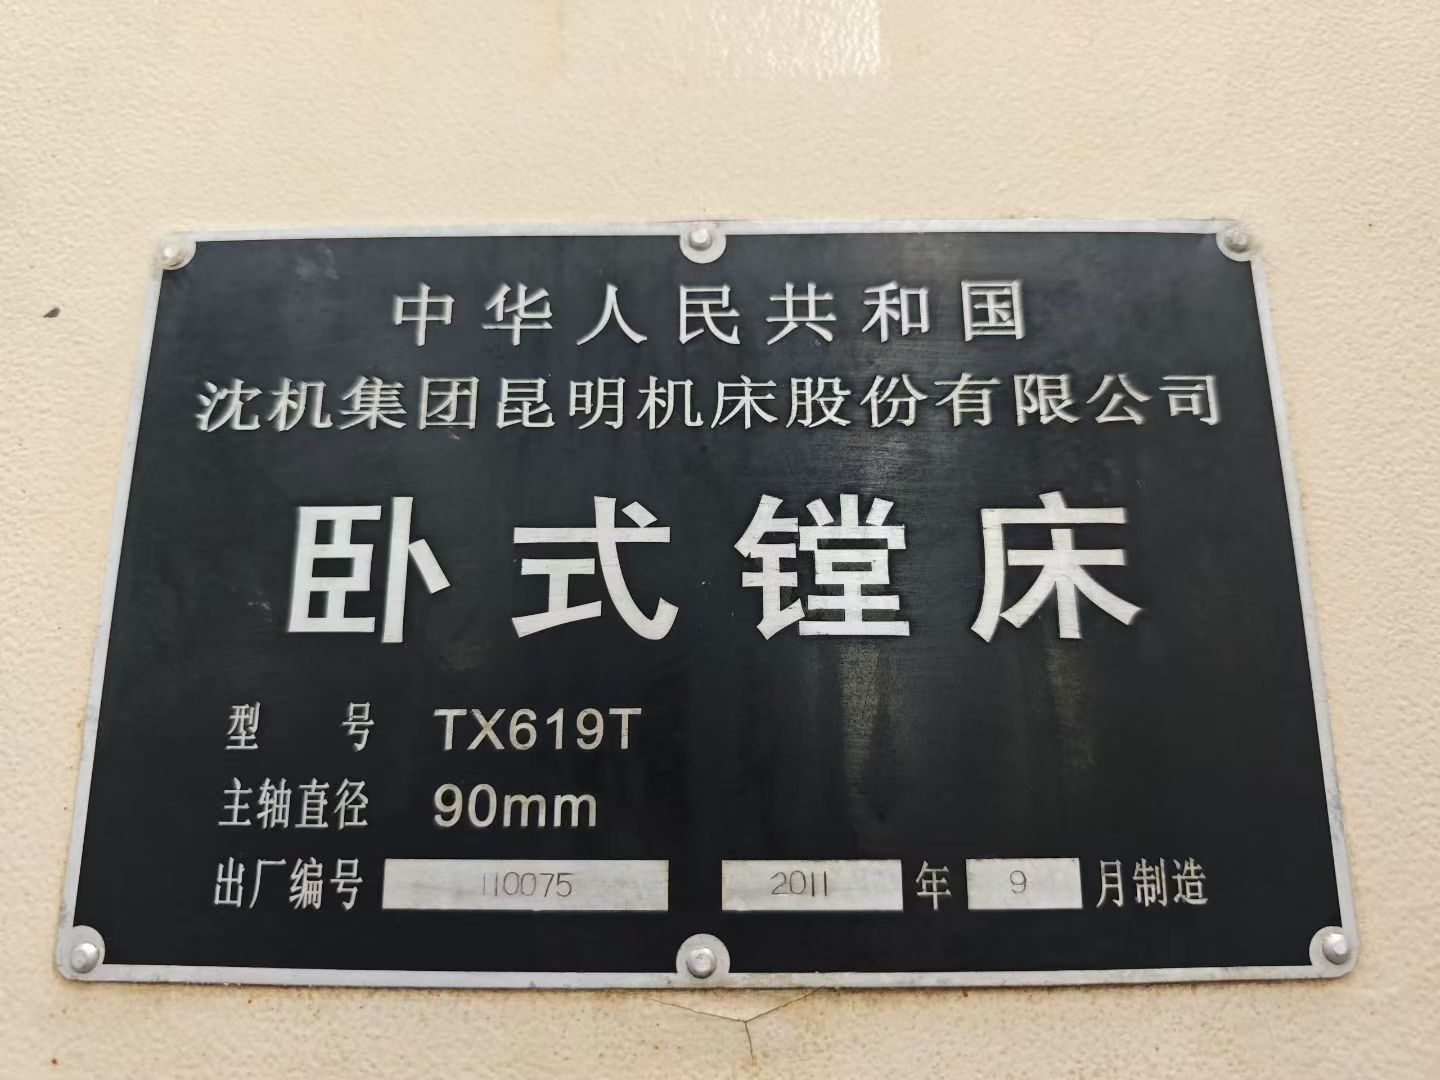 中华人民共和国
沈机集团昆明机床股份有限公司
卧式镗床
型 号 TX619T
主轴直径 90mm
出厂编号 110075 2011 年 9 月制造